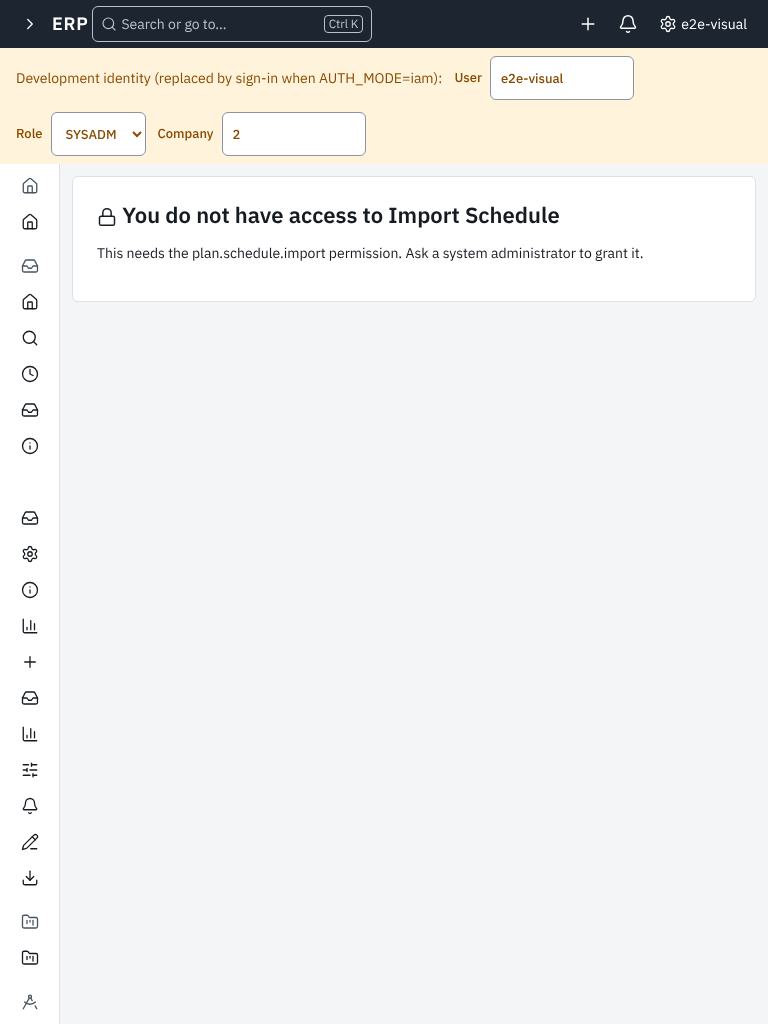 ERP Search or go to... Ctrl K e2e-visual
Development identity (replaced by sign-in when AUTH_MODE=iam): User e2e-visual
Role SYSADM Company 2
You do not have access to Import Schedule
This needs the plan.schedule.import permission. Ask a system administrator to grant it.